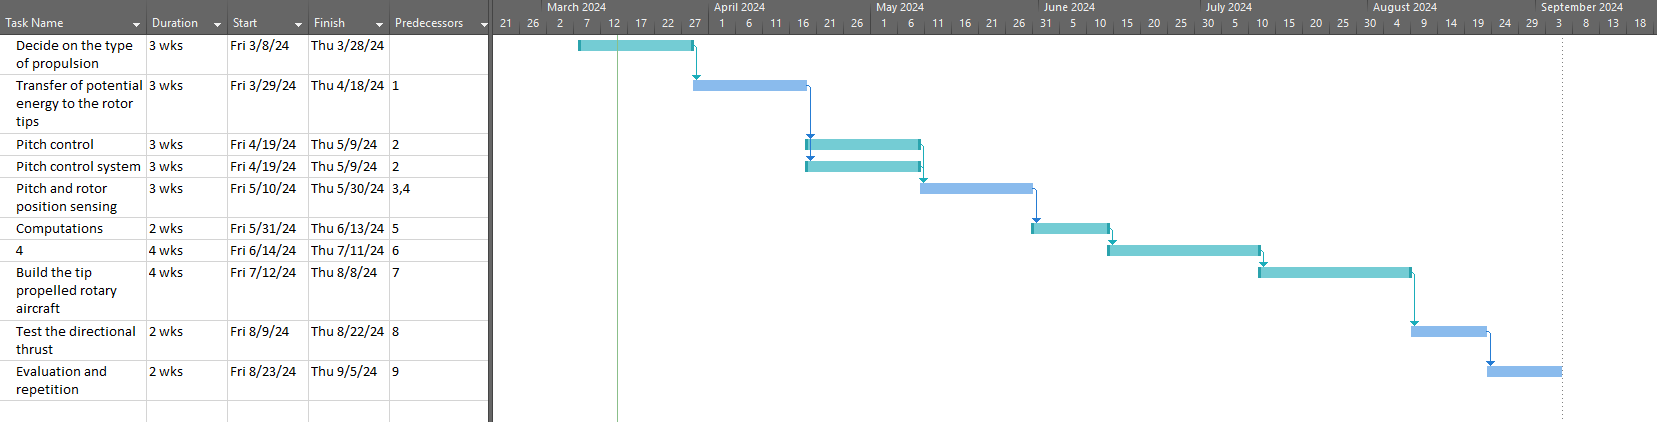 March 2024 April 2024 May 2024 June 2024 July 2024 August 2024 September 2024
Task Name Duration Start Finish Predecessors 21 26 2 7 12 17 22 27 1 6 11 16 21 26 1 6 11 16 21 26 31 5 10 15 20 25 30 5 10 15 20 25 30 4 9 14 19 24 29 3 8 13 18
Decide on the type 3 wks Fri 3/8/24 Thu 3/28/24
of propulsion
Transfer of potential 3 wks Fri 3/29/24 Thu 4/18/24 1
energy to the rotor
tips
Pitch control 3 wks Fri 4/19/24 Thu 5/9/24 2
Pitch control system 3 wks Fri 4/19/24 Thu 5/9/24 2
Pitch and rotor 3 wks Fri 5/10/24 Thu 5/30/24 3,4
position sensing
Computations 2 wks Fri 5/31/24 Thu 6/13/24 5
4 4 wks Fri 6/14/24 Thu 7/11/24 6
Build the tip 4 wks Fri 7/12/24 Thu 8/8/24 7
propelled rotary
aircraft
Test the directional 2 wks Fri 8/9/24 Thu 8/22/24 8
thrust
Evaluation and 2 wks Fri 8/23/24 Thu 9/5/24 9
repetition